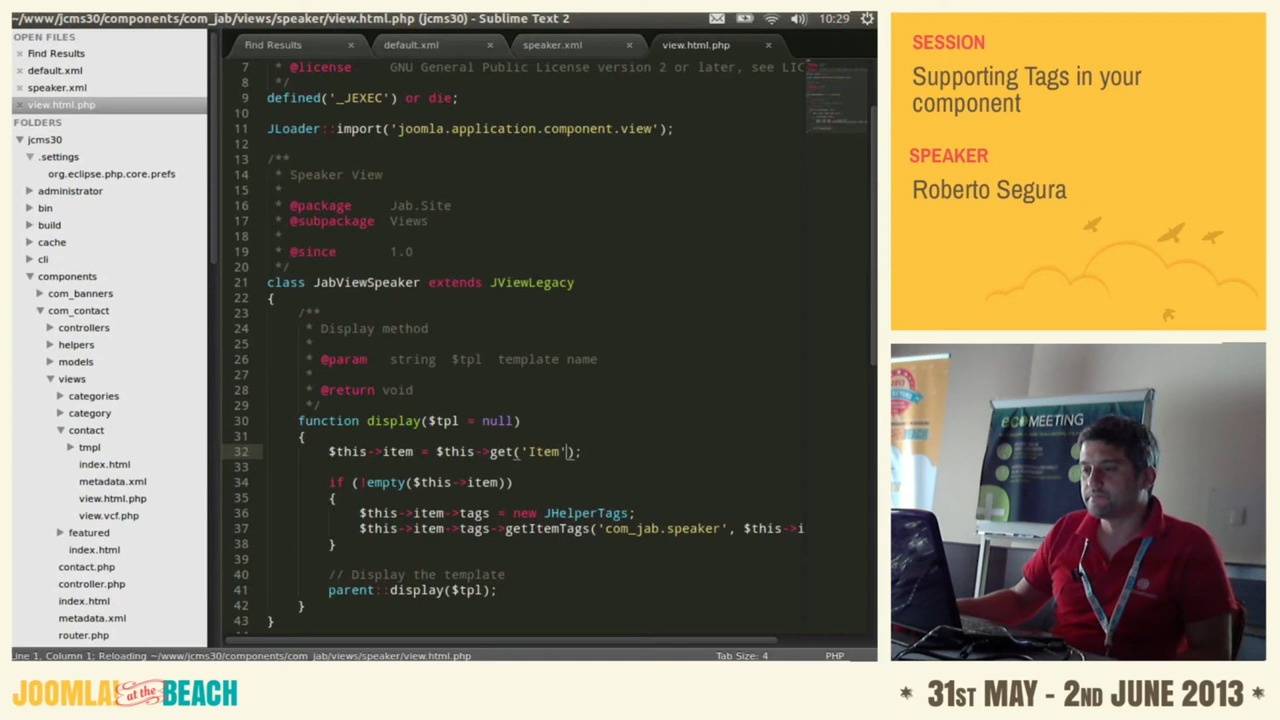 ~/www/jcms30/components/com_jab/views/speaker/view.html.php (jcms30) - Sublime Text 2
10:29
OPEN FILES
Find Results
default.xml
speaker.xml
view.html.php
FOLDERS
jcms30
.settings
org.eclipse.php.core.prefs
administrator
bin
build
cache
cli
components
com_banners
com_contact
controllers
helpers
models
views
categories
category
contact
tmpl
index.html
metadata.xml
view.html.php
view.vcf.php
featured
index.html
contact.php
controller.php
index.html
metadata.xml
router.php
Find Results
default.xml
speaker.xml
view.html.php
7 * @license GNU General Public License version 2 or later, see LIC
8 */
9 defined('_JEXEC') or die;
10
11 JLoader::import('joomla.application.component.view');
12
13 /**
14 * Speaker View
15 *
16 * @package Jab.Site
17 * @subpackage Views
18 *
19 * @since 1.0
20 */
21 class JabViewSpeaker extends JViewLegacy
22 {
23 /**
24 * Display method
25 *
26 * @param string $tpl template name
27 *
28 * @return void
29 */
30 function display($tpl = null)
31 {
32 $this->item = $this->get('Item');
33
34 if (!empty($this->item))
35 {
36 $this->item->tags = new JHelperTags;
37 $this->item->tags->getItemTags('com_jab.speaker', $this->i
38 }
39
40 // Display the template
41 parent::display($tpl);
42 }
43 }
Line 1, Column 1; Reloading ~/www/jcms30/components/com_jab/views/speaker/view.html.php
Tab Size: 4
PHP
SESSION
Supporting Tags in your
component
SPEAKER
Roberto Segura
eco MEETING
JOOMLA! at the BEACH
* 31ST MAY - 2ND JUNE 2013 *